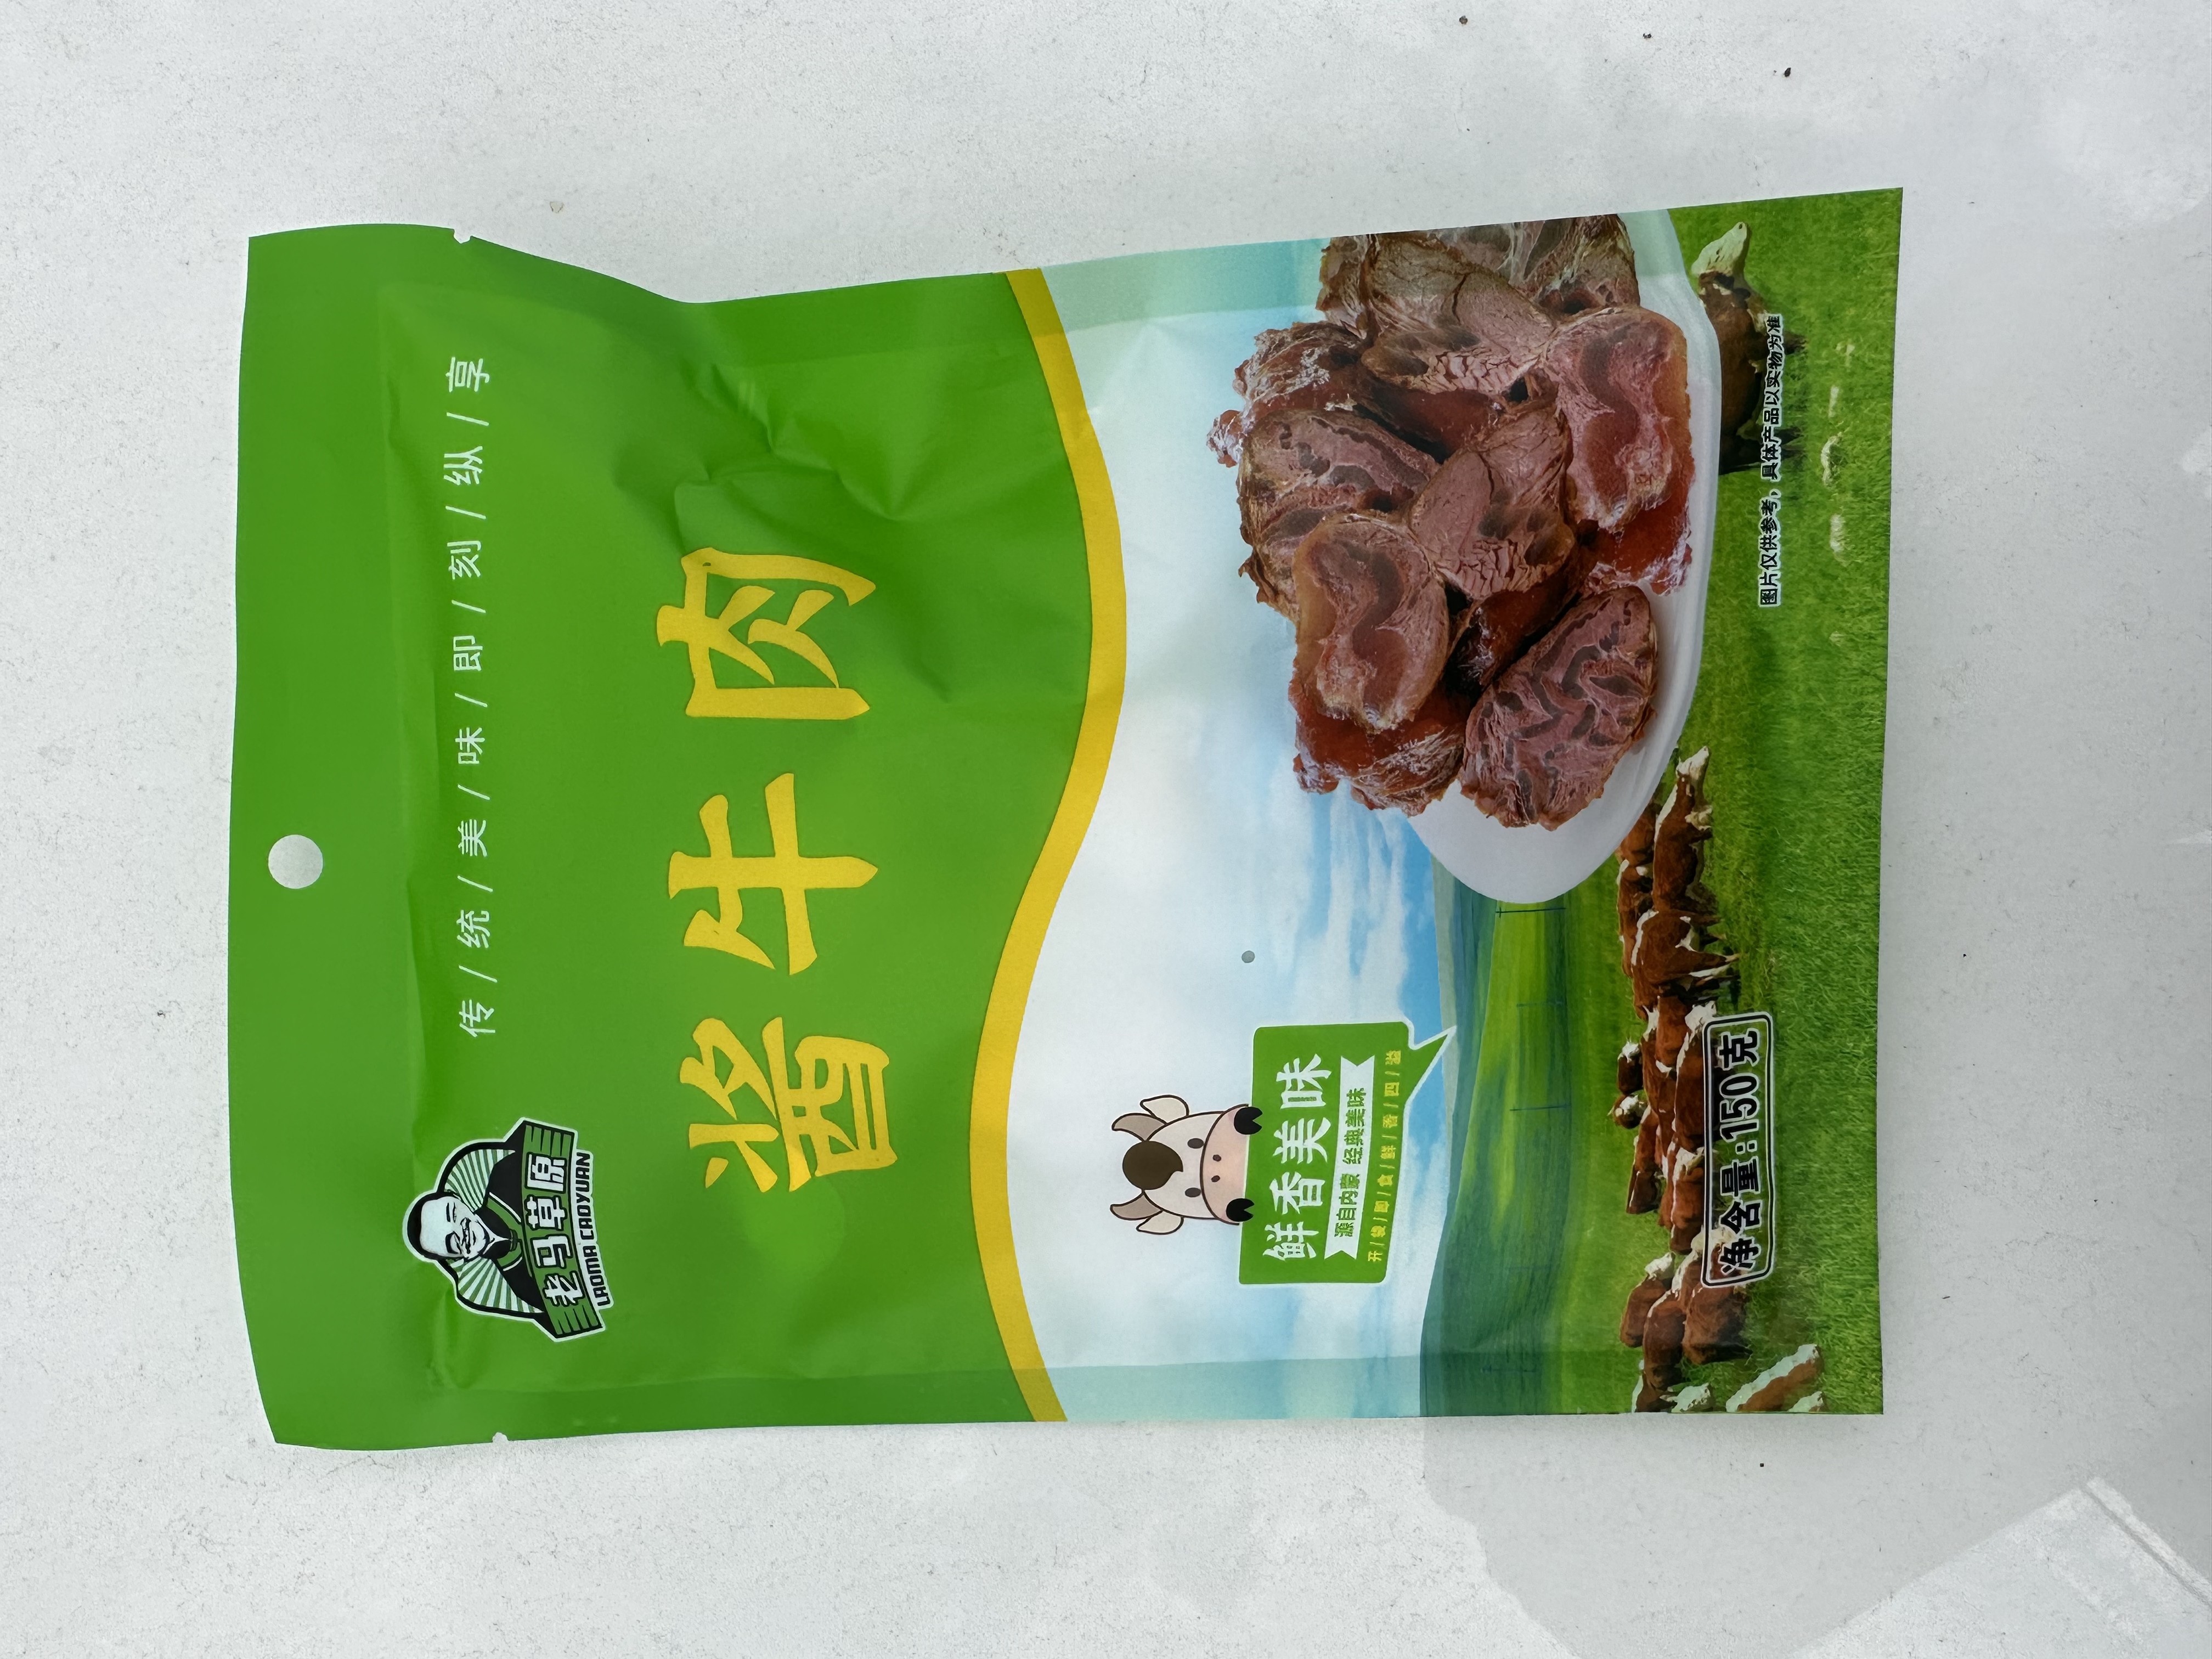 老马草原
LAOMA CAOYUAN
传/统/美/味/即/刻/纵/享
酱牛肉
鲜香美味
源自内蒙 经典美味
开/袋/即/食/鲜/香/四/溢
净含量:150克
图片仅供参考，具体产品以实物为准